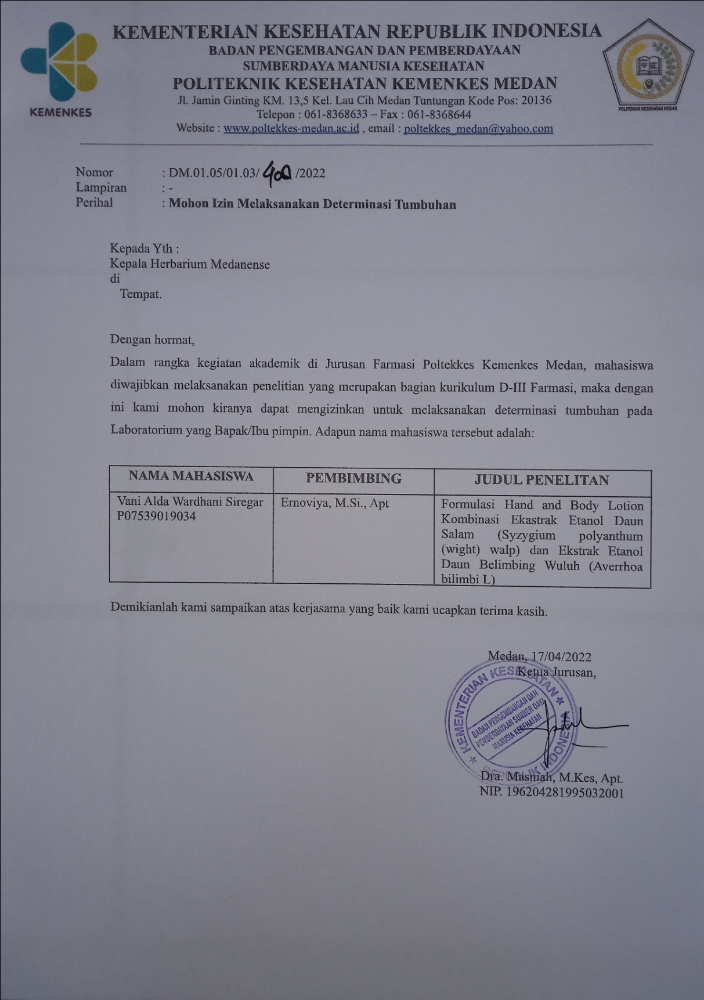 KEMENTERIAN KESEHATAN REPUBLIK INDONESIA
BADAN PENGEMBANGAN DAN PEMBERDAYAAN
SUMBERDAYA MANUSIA KESEHATAN
POLITEKNIK KESEHATAN KEMENKES MEDAN
Jl. Jamin Ginting KM. 13,5 Kel. Lau Cih Medan Tuntungan Kode Pos: 20136
Telepon : 061-8368633 – Fax : 061-8368644
Website : www.poltekkes-medan.ac.id , email : poltekkes_medan@yahoo.com
KEMENKES
POLITEKNIK KESEHATAN MEDAN
Nomor : DM.01.05/01.03/ 400 /2022
Lampiran : -
Perihal : Mohon Izin Melaksanakan Determinasi Tumbuhan
Kepada Yth :
Kepala Herbarium Medanense
di
Tempat.
Dengan hormat,
Dalam rangka kegiatan akademik di Jurusan Farmasi Poltekkes Kemenkes Medan, mahasiswa
diwajibkan melaksanakan penelitian yang merupakan bagian kurikulum D-III Farmasi, maka dengan
ini kami mohon kiranya dapat mengizinkan untuk melaksanakan determinasi tumbuhan pada
Laboratorium yang Bapak/Ibu pimpin. Adapun nama mahasiswa tersebut adalah:
NAMA MAHASISWA PEMBIMBING JUDUL PENELITAN
Vani Alda Wardhani Siregar Ernoviya, M.Si., Apt Formulasi Hand and Body Lotion
P07539019034 Kombinasi Ekastrak Etanol Daun
Salam (Syzygium polyanthum
(wight) walp) dan Ekstrak Etanol
Daun Belimbing Wuluh (Averrhoa
bilimbi L)
Demikianlah kami sampaikan atas kerjasama yang baik kami ucapkan terima kasih.
Medan, 17/04/2022
Ketua Jurusan,
KEMENTERIAN KESEHATAN
BADAN PENGEMBANGAN DAN
PEMBERDAYAAN SUMBER DAYA
MANUSIA KESEHATAN
REPUBLIK INDONESIA
Dra. Masniah, M.Kes, Apt.
NIP. 196204281995032001